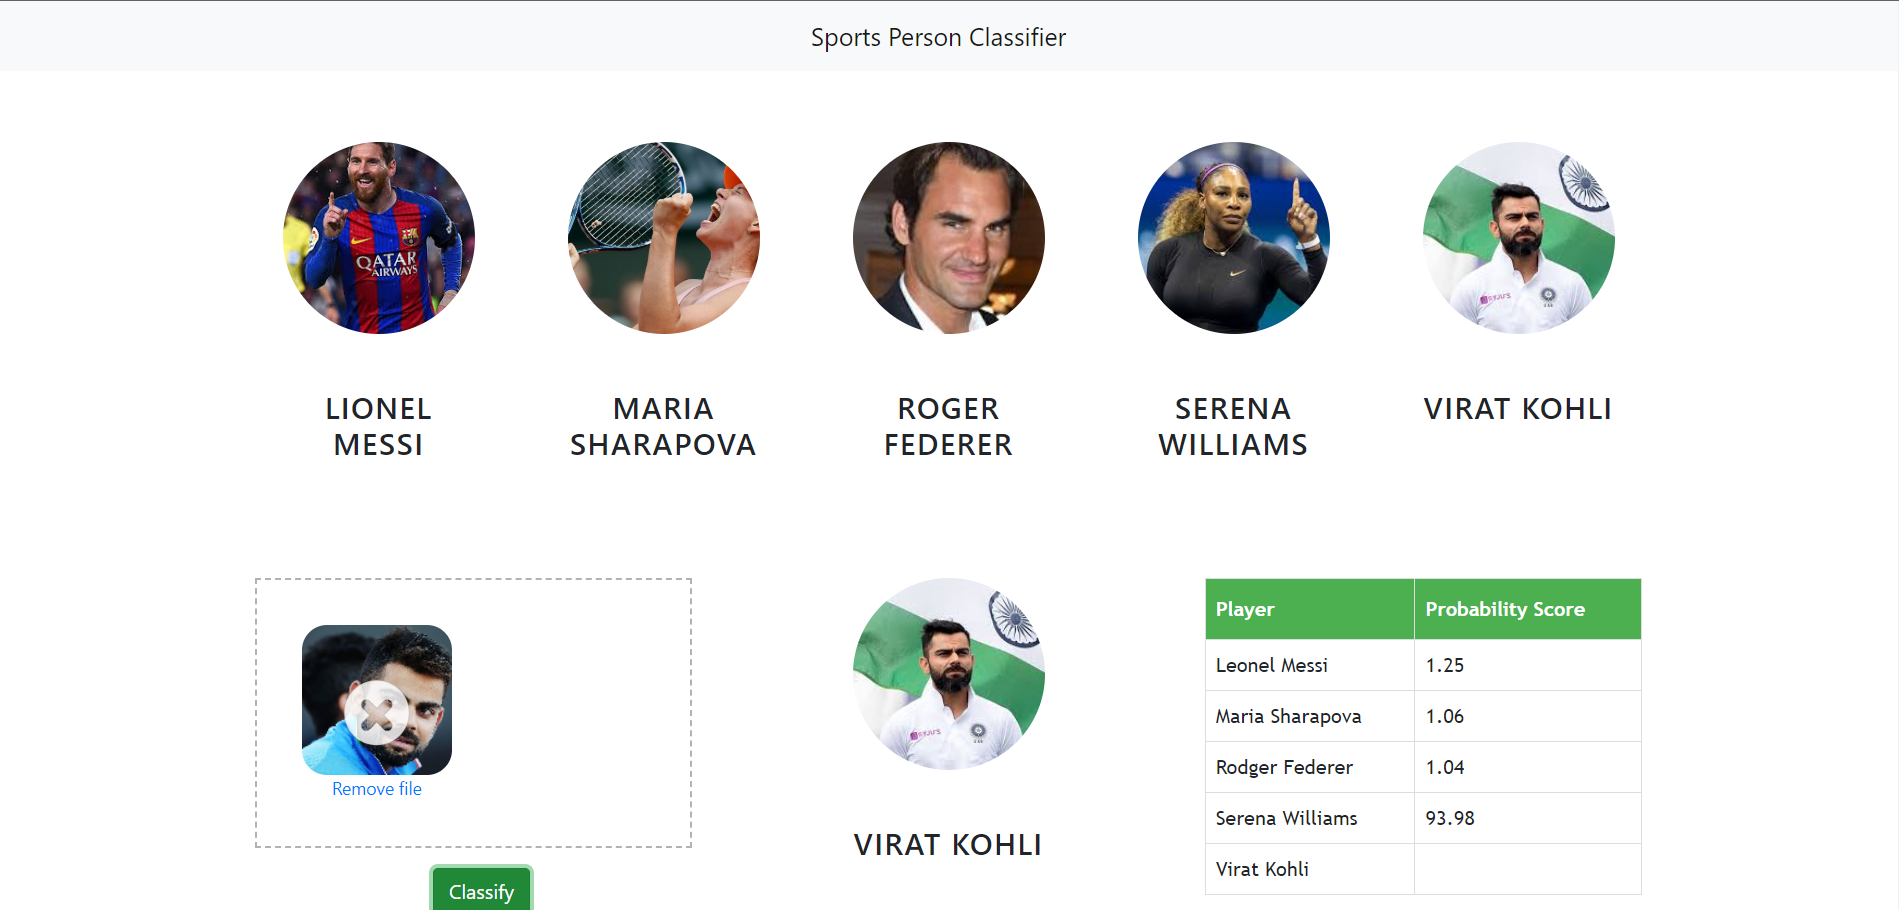 Sports Person Classifier
QATAR
AIRWAYS
BYJU'S
LIONEL
MESSI
MARIA
SHARAPOVA
ROGER
FEDERER
SERENA
WILLIAMS
VIRAT KOHLI
Remove file
Classify
BYJU'S
VIRAT KOHLI
Player Probability Score
Leonel Messi 1.25
Maria Sharapova 1.06
Rodger Federer 1.04
Serena Williams 93.98
Virat Kohli